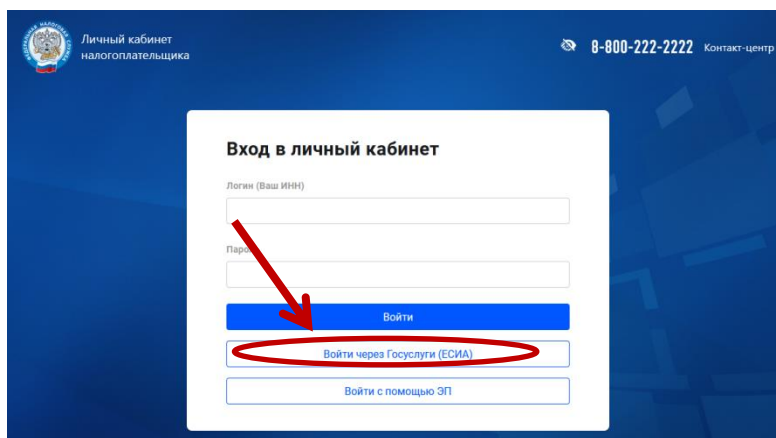 Личный кабинет
налогоплательщика
8-800-222-2222 Контакт-центр
Вход в личный кабинет
Логин (Ваш ИНН)
Войти
Войти через Госуслуги (ЕСИА)
Войти с помощью ЭП